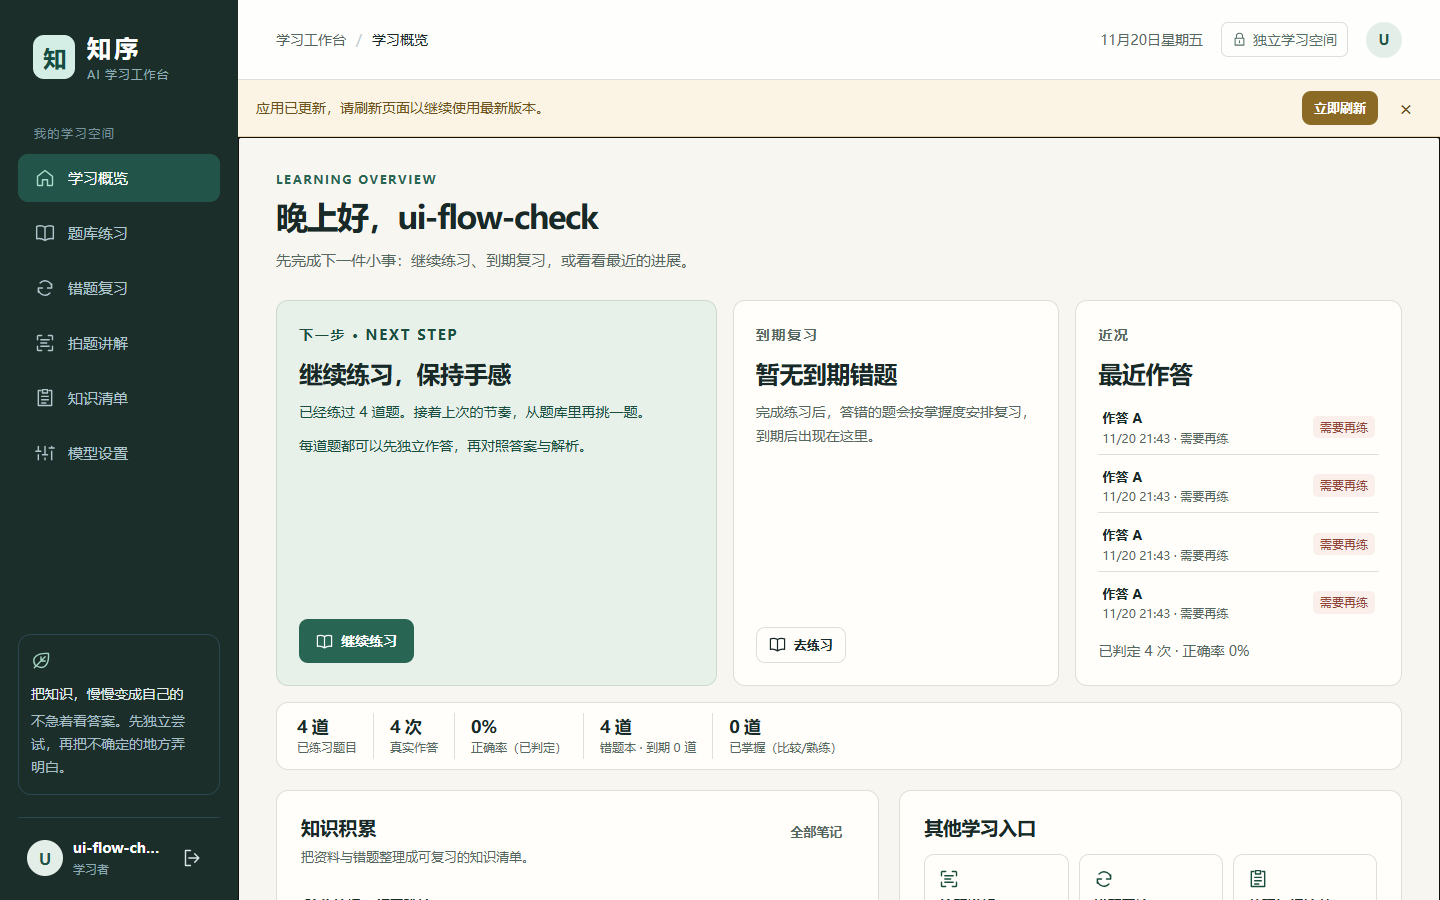 知
知序
AI 学习工作台
我的学习空间
学习概览
题库练习
错题复习
拍题讲解
知识清单
模型设置
把知识，慢慢变成自己的
不急着看答案。先独立尝
试，再把不确定的地方弄
明白。
U
ui-flow-ch...
学习者
学习工作台 / 学习概览
11月20日星期五
独立学习空间
U
应用已更新，请刷新页面以继续使用最新版本。
立即刷新
×
LEARNING OVERVIEW
晚上好，ui-flow-check
先完成下一件小事：继续练习、到期复习，或看看最近的进展。
下一步 • NEXT STEP
继续练习，保持手感
已经练过 4 道题。接着上次的节奏，从题库里再挑一题。
每道题都可以先独立作答，再对照答案与解析。
继续练习
到期复习
暂无到期错题
完成练习后，答错的题会按掌握度安排复习，
到期后出现在这里。
去练习
近况
最近作答
作答 A
11/20 21:43 · 需要再练
需要再练
作答 A
11/20 21:43 · 需要再练
需要再练
作答 A
11/20 21:43 · 需要再练
需要再练
作答 A
11/20 21:43 · 需要再练
需要再练
已判定 4 次 · 正确率 0%
4 道
已练习题目
4 次
真实作答
0%
正确率（已判定）
4 道
错题本 · 到期 0 道
0 道
已掌握（比较/熟练）
知识积累
全部笔记
把资料与错题整理成可复习的知识清单。
其他学习入口